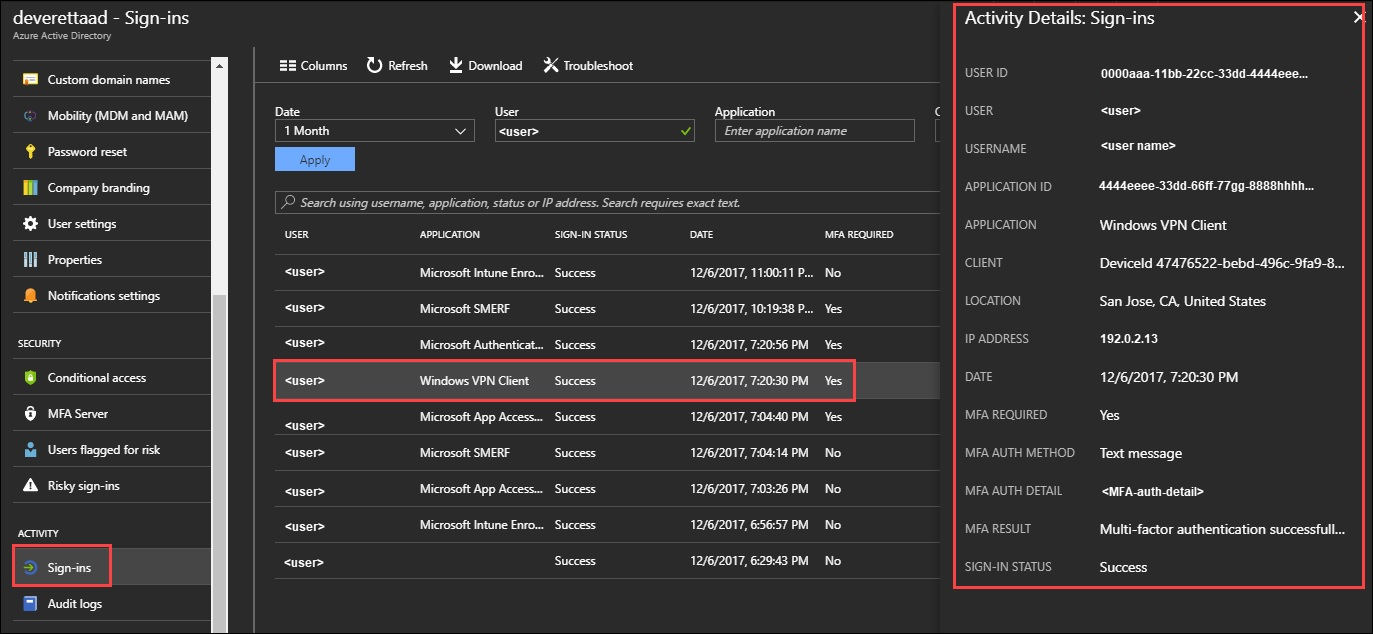 deverettaad - Sign-ins
Azure Active Directory
Custom domain names
Mobility (MDM and MAM)
Password reset
Company branding
User settings
Properties
Notifications settings
SECURITY
Conditional access
MFA Server
Users flagged for risk
Risky sign-ins
ACTIVITY
Sign-ins
Audit logs
Columns Refresh Download Troubleshoot
Date User Application
1 Month <user> Enter application name
Apply
Search using username, application, status or IP address. Search requires exact text.
USER APPLICATION SIGN-IN STATUS DATE MFA REQUIRED
<user> Microsoft Intune Enro... Success 12/6/2017, 11:00:11 P... No
<user> Microsoft SMERF Success 12/6/2017, 10:19:38 P... Yes
<user> Microsoft Authenticat... Success 12/6/2017, 7:20:56 PM Yes
<user> Windows VPN Client Success 12/6/2017, 7:20:30 PM Yes
<user> Microsoft App Access... Success 12/6/2017, 7:04:40 PM Yes
<user> Microsoft SMERF Success 12/6/2017, 7:04:14 PM No
<user> Microsoft App Access... Success 12/6/2017, 7:03:26 PM No
<user> Microsoft Intune Enro... Success 12/6/2017, 6:56:57 PM No
<user> Success 12/6/2017, 6:29:43 PM No
Activity Details: Sign-ins
USER ID 0000aaa-11bb-22cc-33dd-4444eee...
USER <user>
USERNAME <user name>
APPLICATION ID 4444eeee-33dd-66ff-77gg-8888hhhh...
APPLICATION Windows VPN Client
CLIENT DeviceId 47476522-bebd-496c-9fa9-8...
LOCATION San Jose, CA, United States
IP ADDRESS 192.0.2.13
DATE 12/6/2017, 7:20:30 PM
MFA REQUIRED Yes
MFA AUTH METHOD Text message
MFA AUTH DETAIL <MFA-auth-detail>
MFA RESULT Multi-factor authentication successfull...
SIGN-IN STATUS Success